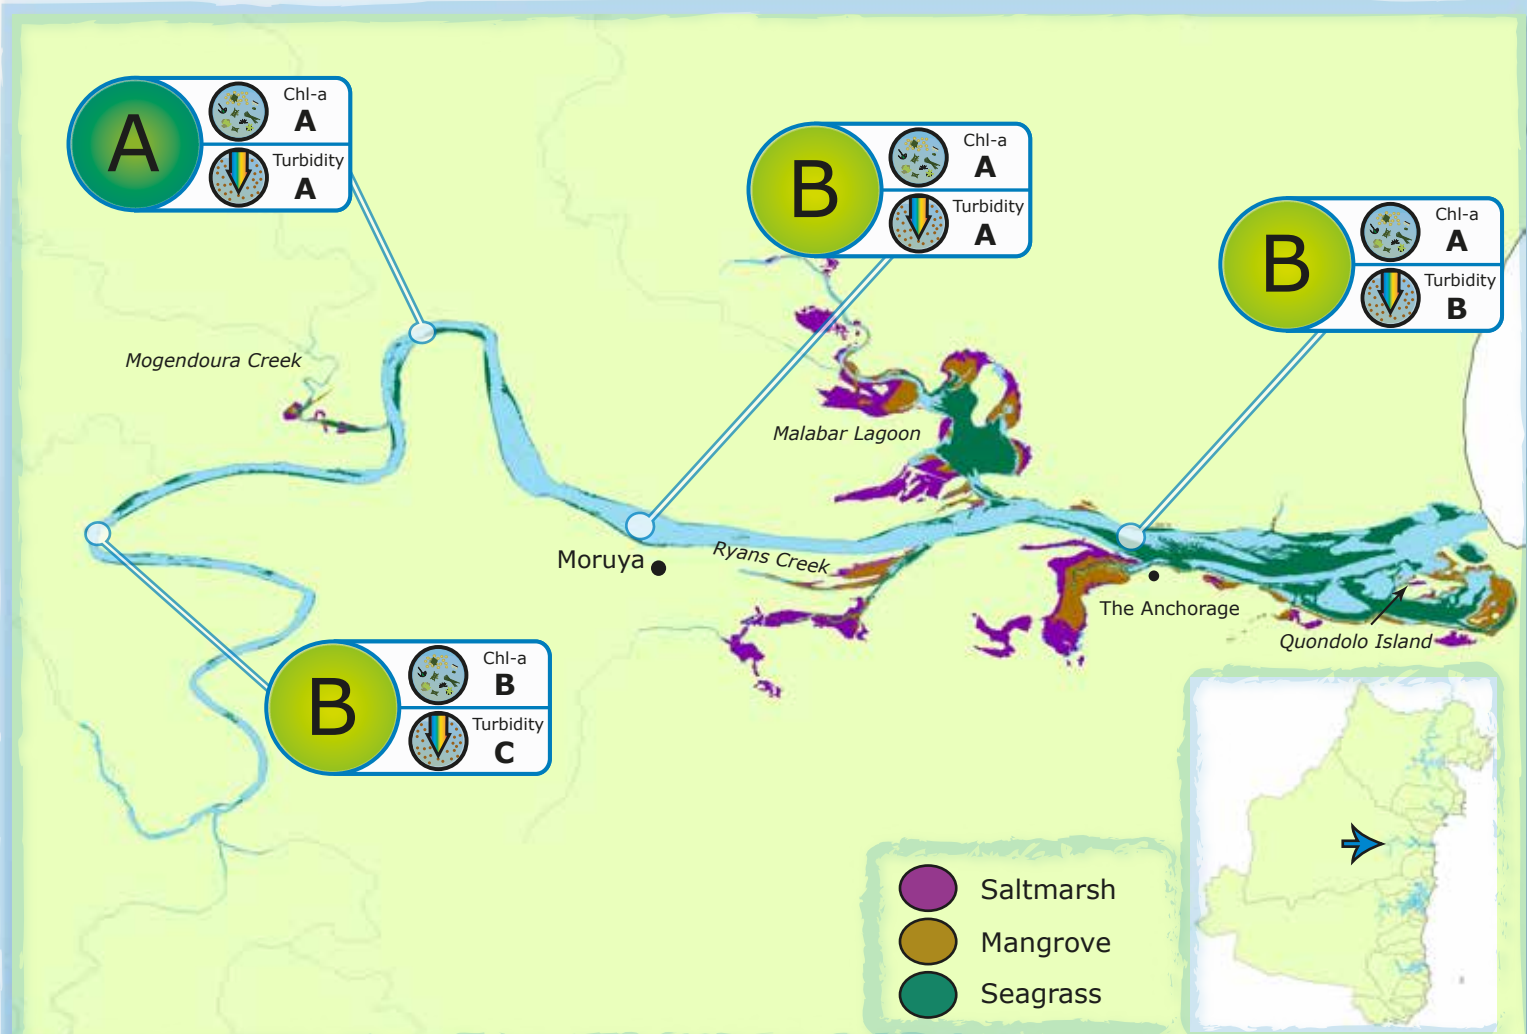 A
Chl-a
A
Turbidity
A
B
Chl-a
A
Turbidity
A
B
Chl-a
A
Turbidity
B
Mogendoura Creek
Malabar Lagoon
Moruya
Ryans Creek
The Anchorage
Quondolo Island
B
Chl-a
B
Turbidity
C
Saltmarsh
Mangrove
Seagrass